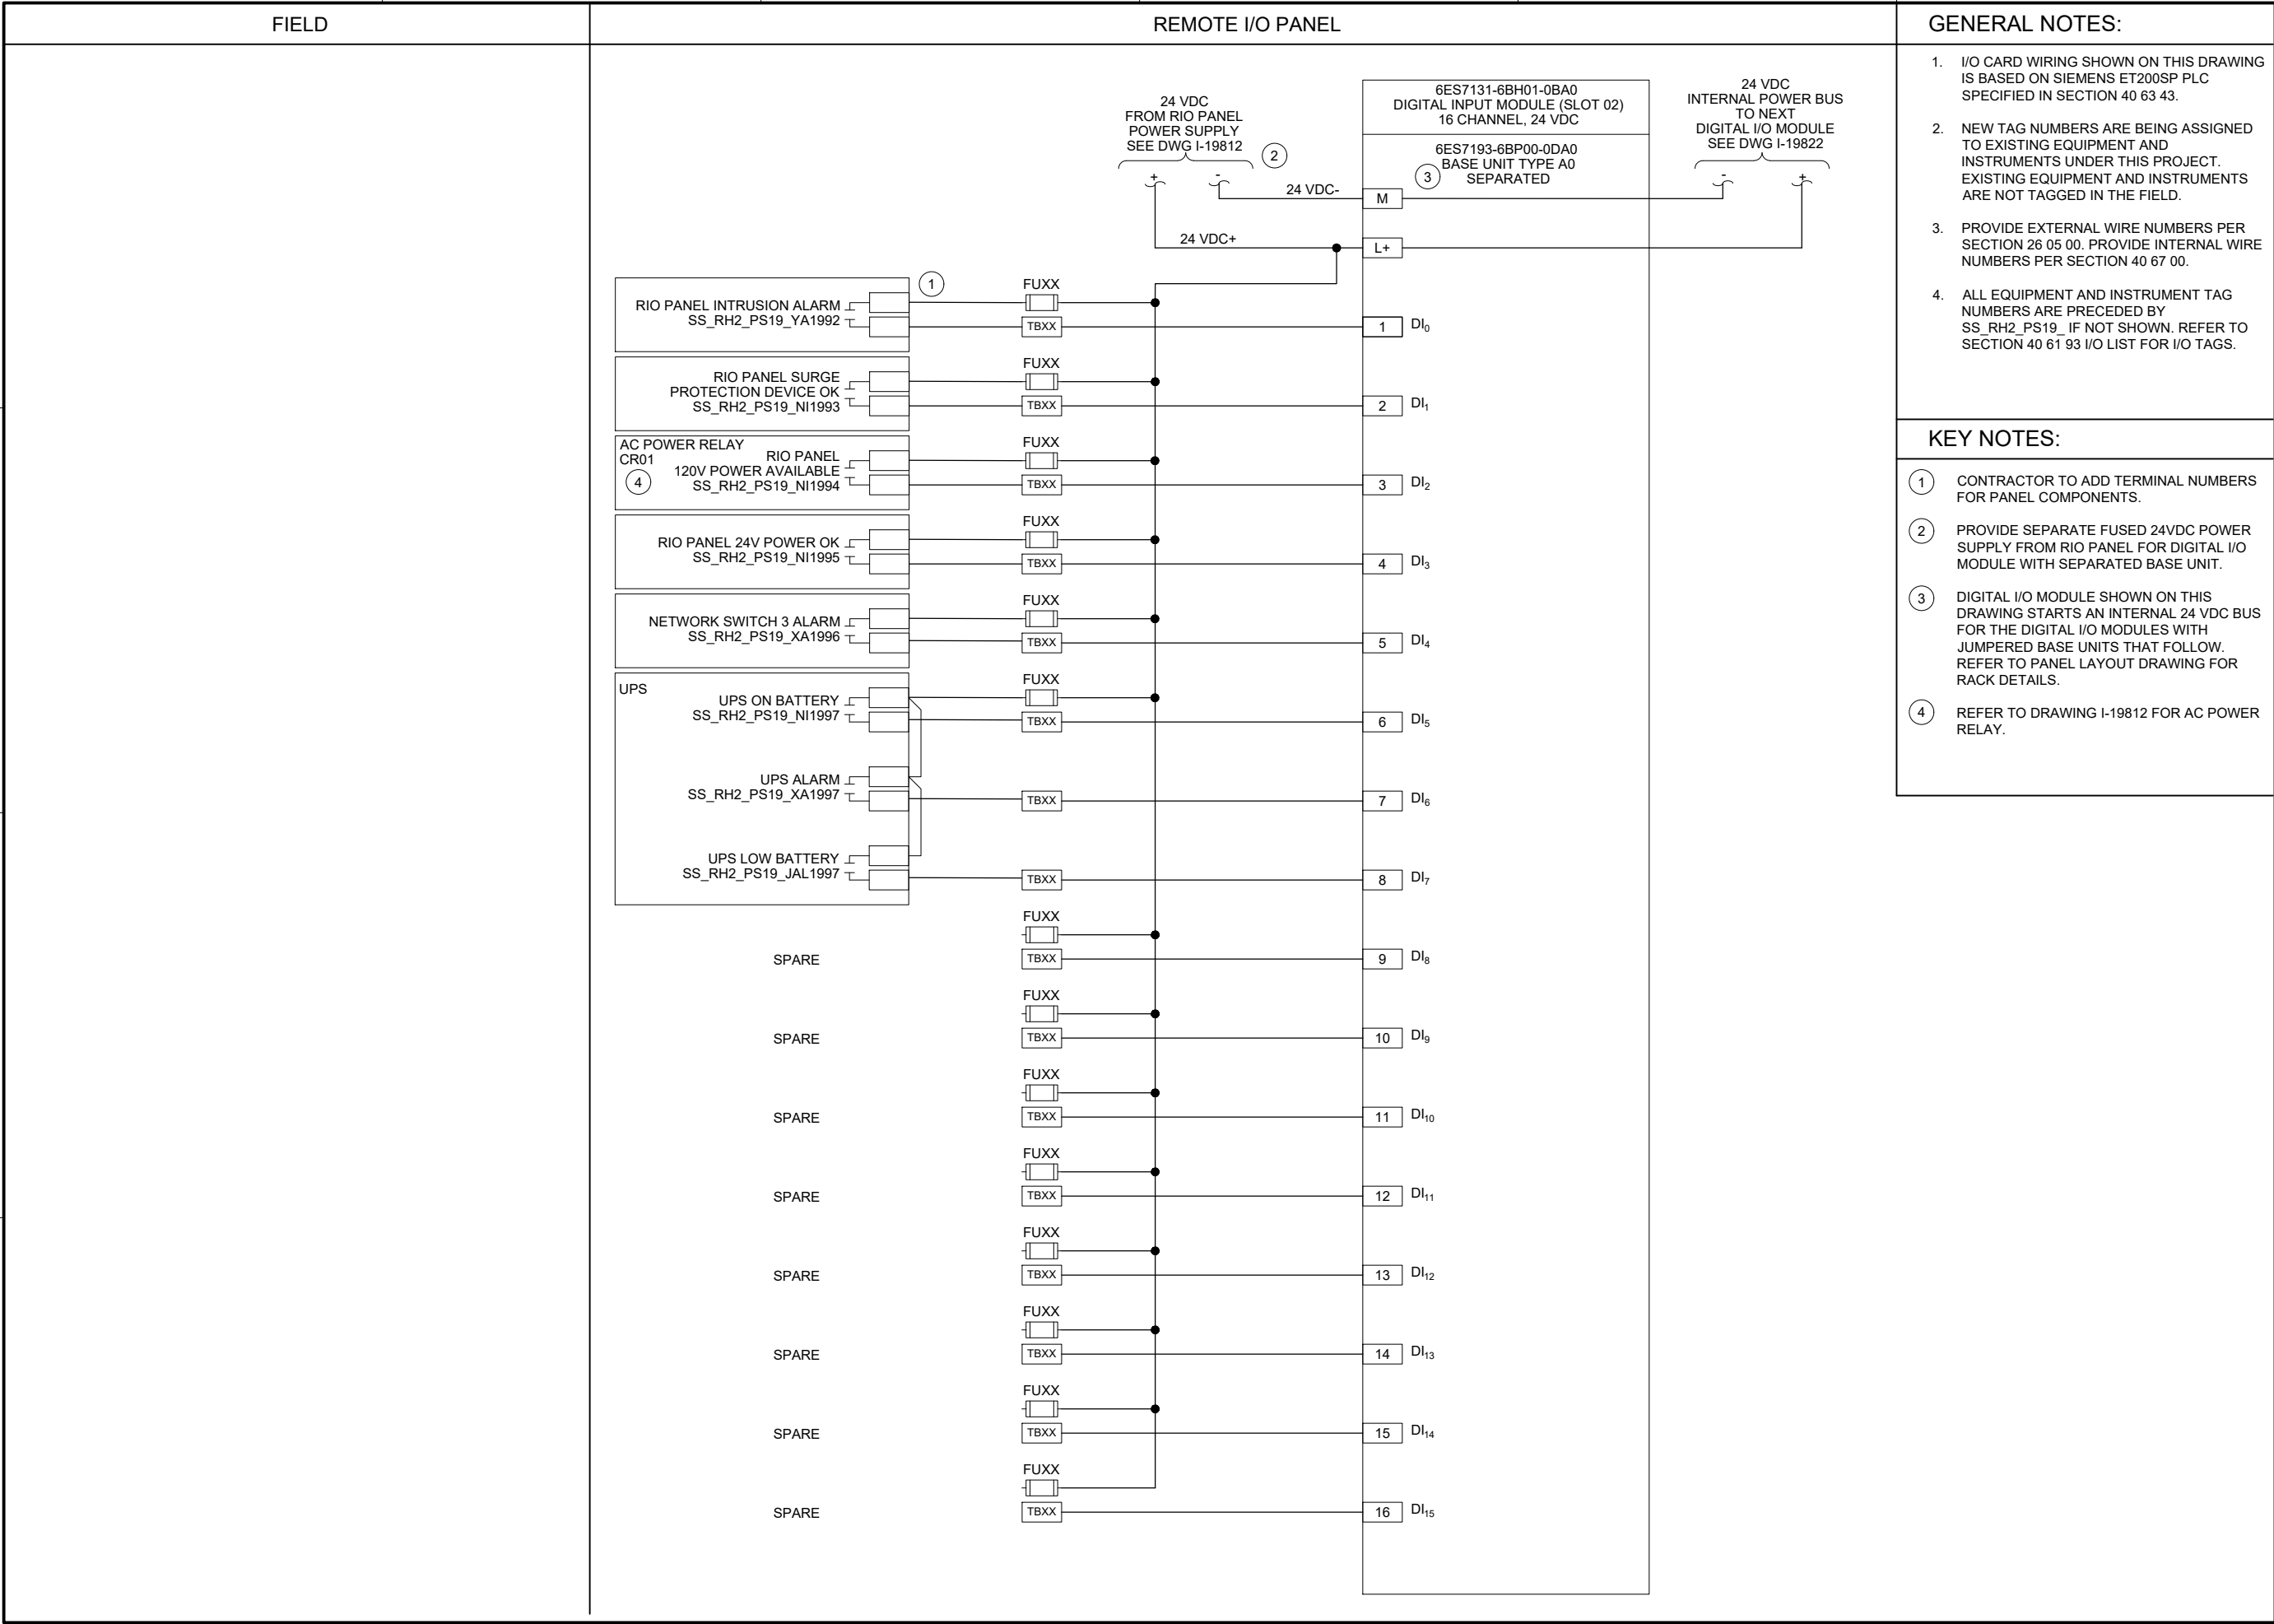 FIELD
REMOTE I/O PANEL
GENERAL NOTES:
1. I/O CARD WIRING SHOWN ON THIS DRAWING
IS BASED ON SIEMENS ET200SP PLC
SPECIFIED IN SECTION 40 63 43.
2. NEW TAG NUMBERS ARE BEING ASSIGNED
TO EXISTING EQUIPMENT AND
INSTRUMENTS UNDER THIS PROJECT.
EXISTING EQUIPMENT AND INSTRUMENTS
ARE NOT TAGGED IN THE FIELD.
3. PROVIDE EXTERNAL WIRE NUMBERS PER
SECTION 26 05 00. PROVIDE INTERNAL WIRE
NUMBERS PER SECTION 40 67 00.
4. ALL EQUIPMENT AND INSTRUMENT TAG
NUMBERS ARE PRECEDED BY
SS_RH2_PS19_ IF NOT SHOWN. REFER TO
SECTION 40 61 93 I/O LIST FOR I/O TAGS.
KEY NOTES:
1 CONTRACTOR TO ADD TERMINAL NUMBERS
FOR PANEL COMPONENTS.
2 PROVIDE SEPARATE FUSED 24VDC POWER
SUPPLY FROM RIO PANEL FOR DIGITAL I/O
MODULE WITH SEPARATED BASE UNIT.
3 DIGITAL I/O MODULE SHOWN ON THIS
DRAWING STARTS AN INTERNAL 24 VDC BUS
FOR THE DIGITAL I/O MODULES WITH
JUMPERED BASE UNITS THAT FOLLOW.
REFER TO PANEL LAYOUT DRAWING FOR
RACK DETAILS.
4 REFER TO DRAWING I-19812 FOR AC POWER
RELAY.
24 VDC
FROM RIO PANEL
POWER SUPPLY
SEE DWG I-19812
2
+ -
6ES7131-6BH01-0BA0
DIGITAL INPUT MODULE (SLOT 02)
16 CHANNEL, 24 VDC
6ES7193-6BP00-0DA0
BASE UNIT TYPE A0
SEPARATED
3
24 VDC
INTERNAL POWER BUS
TO NEXT
DIGITAL I/O MODULE
SEE DWG I-19822
- +
24 VDC- M
24 VDC+ L+
1
RIO PANEL INTRUSION ALARM
SS_RH2_PS19_YA1992
FUXX
TBXX 1 DI0
RIO PANEL SURGE
PROTECTION DEVICE OK
SS_RH2_PS19_NI1993
FUXX
TBXX 2 DI1
AC POWER RELAY
CR01
4
RIO PANEL
120V POWER AVAILABLE
SS_RH2_PS19_NI1994
FUXX
TBXX 3 DI2
RIO PANEL 24V POWER OK
SS_RH2_PS19_NI1995
FUXX
TBXX 4 DI3
NETWORK SWITCH 3 ALARM
SS_RH2_PS19_XA1996
FUXX
TBXX 5 DI4
UPS
UPS ON BATTERY
SS_RH2_PS19_NI1997
FUXX
TBXX 6 DI5
UPS ALARM
SS_RH2_PS19_XA1997
TBXX 7 DI6
UPS LOW BATTERY
SS_RH2_PS19_JAL1997
TBXX 8 DI7
FUXX
SPARE TBXX 9 DI8
FUXX
SPARE TBXX 10 DI9
FUXX
SPARE TBXX 11 DI10
FUXX
SPARE TBXX 12 DI11
FUXX
SPARE TBXX 13 DI12
FUXX
SPARE TBXX 14 DI13
FUXX
SPARE TBXX 15 DI14
FUXX
SPARE TBXX 16 DI15